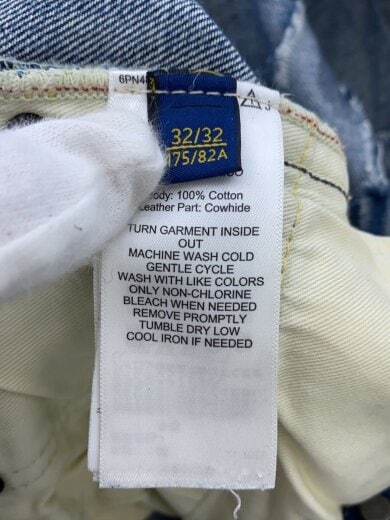 6PN4
32/32
175/82A
Body: 100% Cotton
Leather Part: Cowhide
TURN GARMENT INSIDE
OUT
MACHINE WASH COLD
GENTLE CYCLE
WASH WITH LIKE COLORS
ONLY NON-CHLORINE
BLEACH WHEN NEEDED
REMOVE PROMPTLY
TUMBLE DRY LOW
COOL IRON IF NEEDED